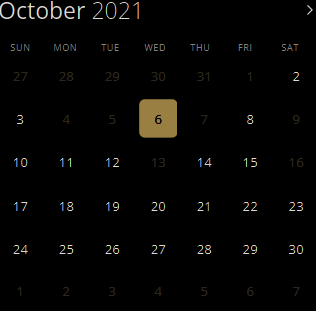 October 2021 >
SUN MON TUE WED THU FRI SAT
27 28 29 30 31 1 2
3 4 5 6 7 8 9
10 11 12 13 14 15 16
17 18 19 20 21 22 23
24 25 26 27 28 29 30
1 2 3 4 5 6 7